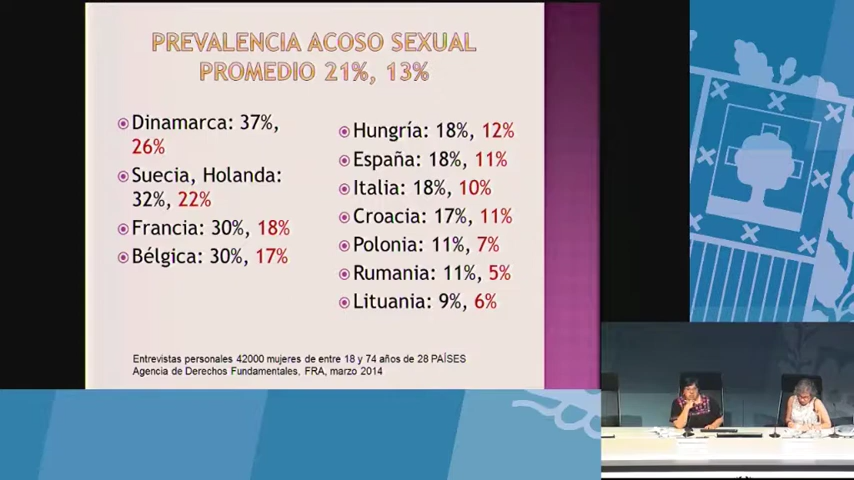 PREVALENCIA ACOSO SEXUAL
PROMEDIO 21%, 13%
Dinamarca: 37%,
26%
Suecia, Holanda:
32%, 22%
Francia: 30%, 18%
Bélgica: 30%, 17%
Hungría: 18%, 12%
España: 18%, 11%
Italia: 18%, 10%
Croacia: 17%, 11%
Polonia: 11%, 7%
Rumania: 11%, 5%
Lituania: 9%, 6%
Entrevistas personales 42000 mujeres de entre 18 y 74 años de 28 PAÍSES
Agencia de Derechos Fundamentales, FRA, marzo 2014